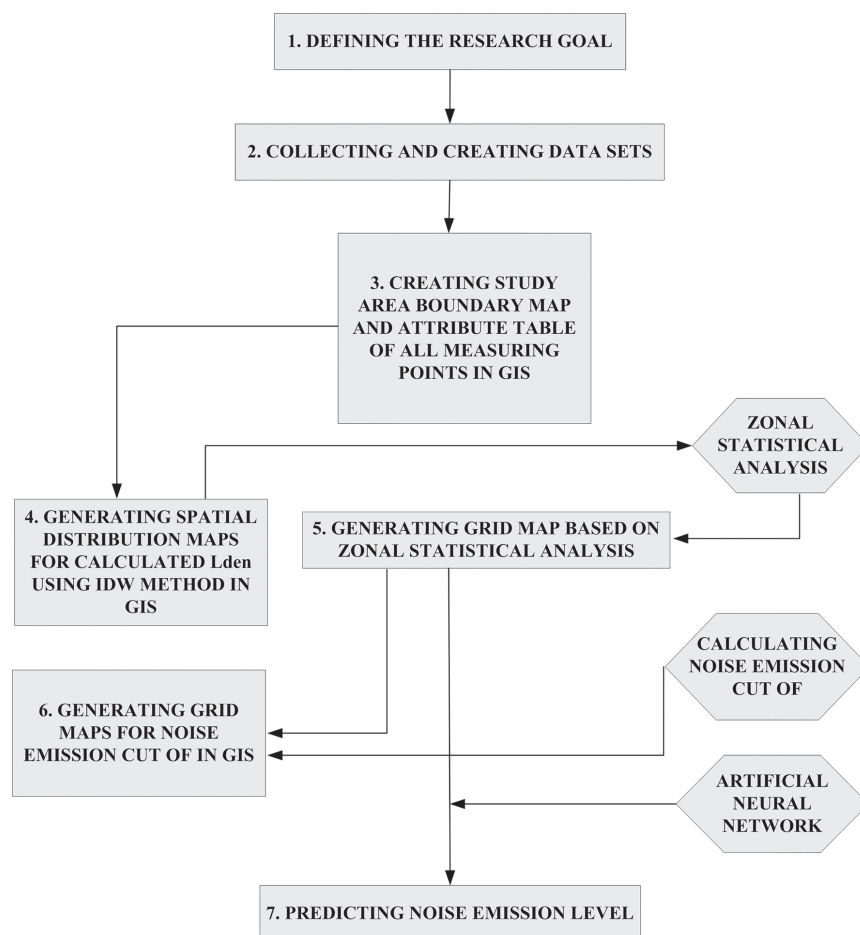 1. DEFINING THE RESEARCH GOAL
2. COLLECTING AND CREATING DATA SETS
3. CREATING STUDY
AREA BOUNDARY MAP
AND ATTRIBUTE TABLE
OF ALL MEASURING
POINTS IN GIS
ZONAL
STATISTICAL
ANALYSIS
4. GENERATING SPATIAL
DISTRIBUTION MAPS
FOR CALCULATED Lden
USING IDW METHOD IN
GIS
5. GENERATING GRID MAP BASED ON
ZONAL STATISTICAL ANALYSIS
CALCULATING
NOISE EMISSION
CUT OF
6. GENERATING GRID
MAPS FOR NOISE
EMISSION CUT OF IN GIS
ARTIFICIAL
NEURAL
NETWORK
7. PREDICTING NOISE EMISSION LEVEL